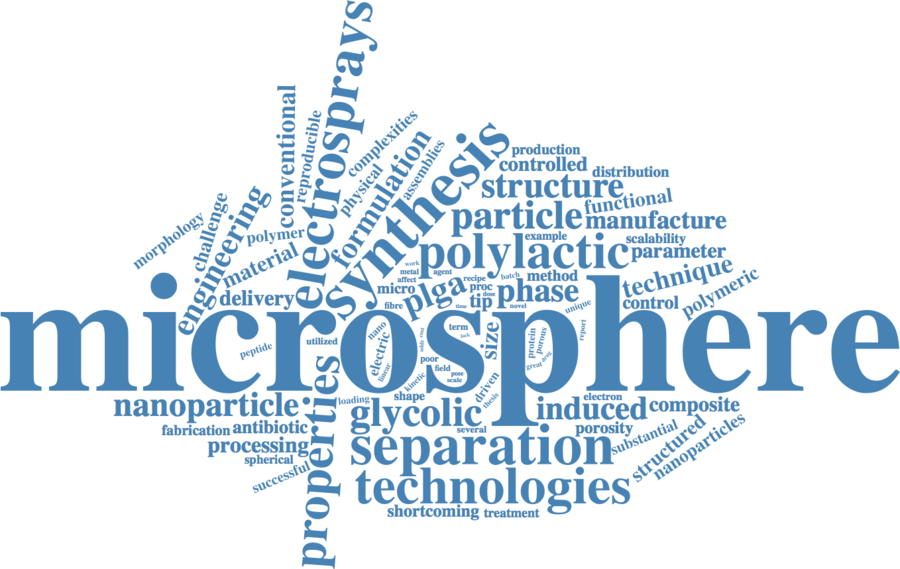 electrosprays
conventional
reproducible
complexities
physical
formulation
assemblies
synthesis
production
controlled
distribution
structure
functional
particle
manufacture
morphology
challenge
engineering
polymer
material
delivery
polylactic
example
scalability
parameter
work
metal
agent
affect
recipe
batch
method
technique
polymeric
micro
plga
proc
phase
control
fibre
time
tip
dose
novel
unique
microsphere
peptide
utilized
nano
electric
linear
term
lack
size
protein
porous
report
great
drug
poor
field
pose
scale
kinetic
driven
thesis
shape
loading
properties
nanoparticle
glycolic
several
induced
electron
composite
fabrication
antibiotic
porosity
processing
separation
substantial
structured
nanoparticles
spherical
successful
technologies
shortcoming
treatment